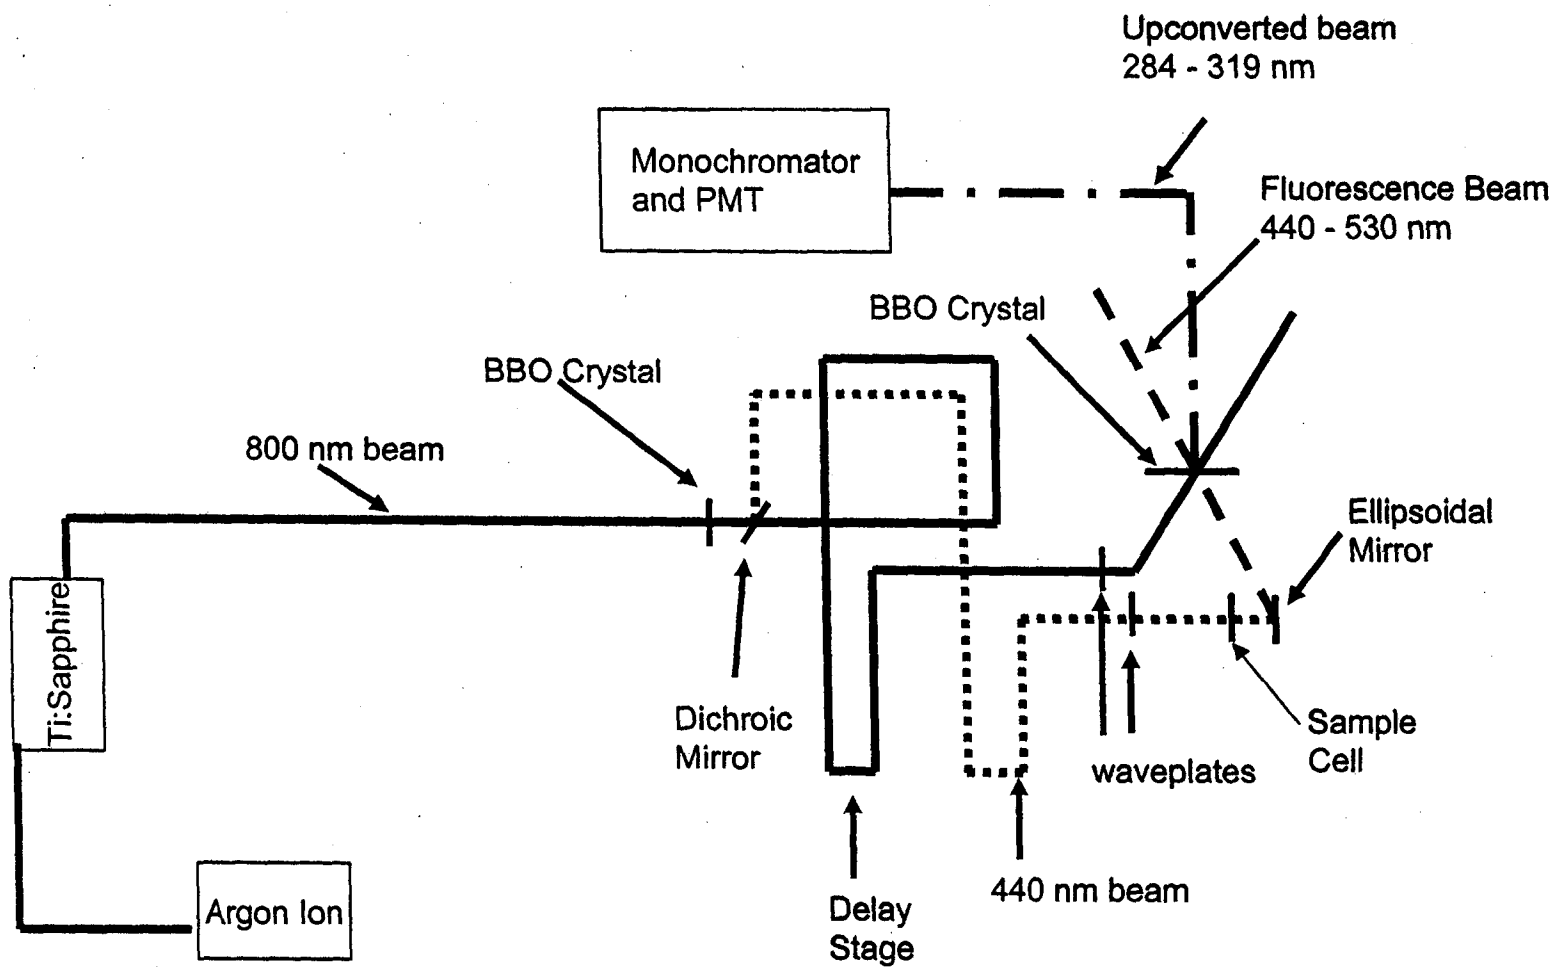 Upconverted beam
284 - 319 nm
Monochromator
and PMT
Fluorescence Beam
440 - 530 nm
BBO Crystal
BBO Crystal
800 nm beam
Ellipsoidal
Mirror
Ti:Sapphire
Dichroic
Mirror
Sample
Cell
waveplates
440 nm beam
Argon Ion
Delay
Stage